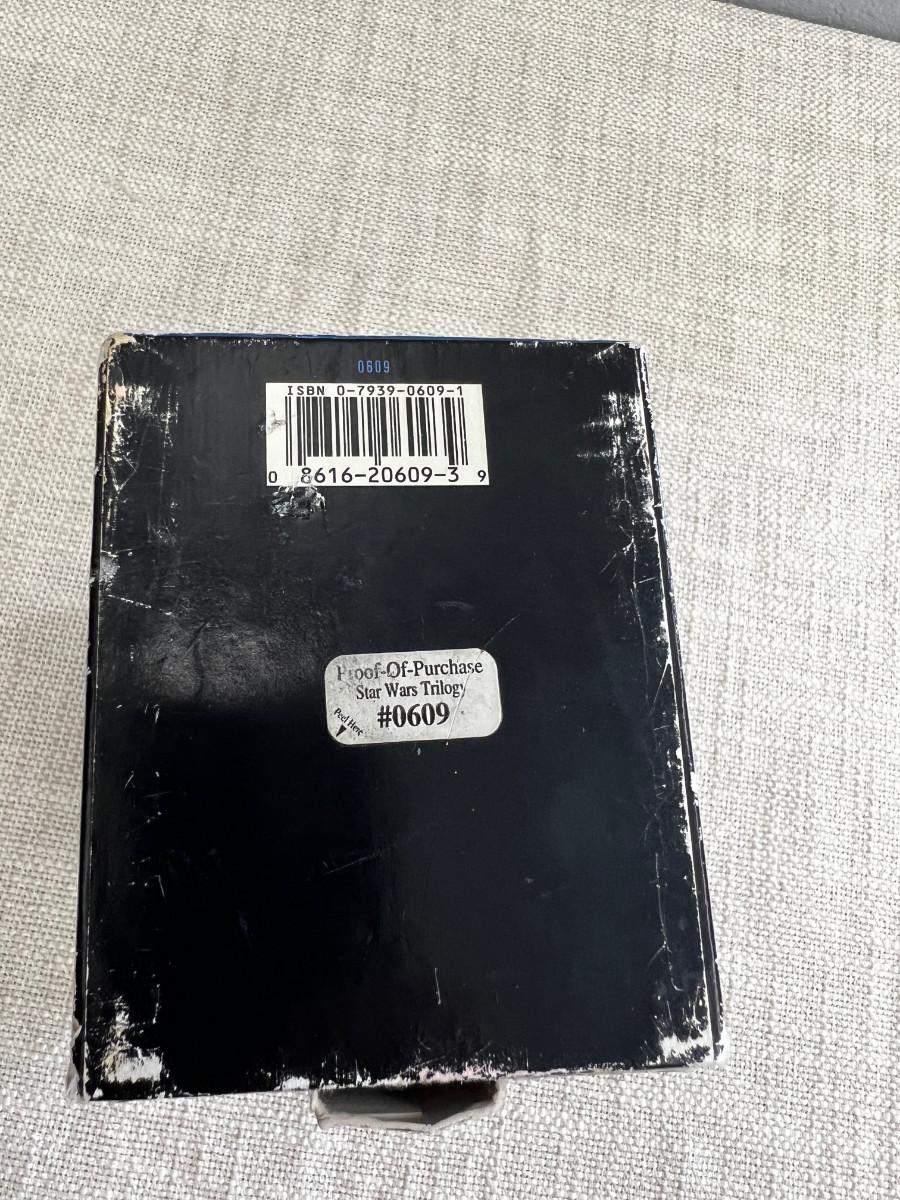 0609
ISBN 0-7939-0609-1
0 8616-20609-3 9
Proof-Of-Purchase
Star Wars Trilogy
#0609
Peel Here